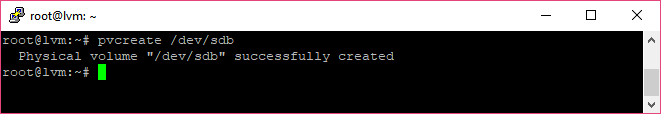 root@lvm: ~
root@lvm:~# pvcreate /dev/sdb
  Physical volume "/dev/sdb" successfully created
root@lvm:~#